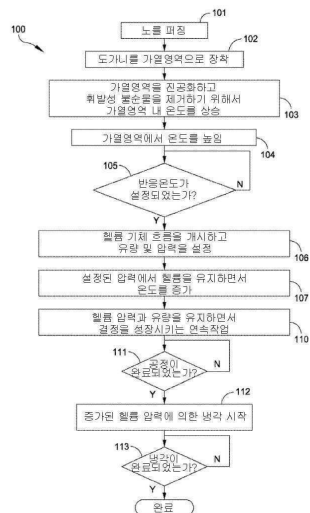 100
노를 퍼징
101
도가니를 가열영역으로 장착
102
가열영역을 진공화하고
휘발성 불순물을 제거하기 위해서
가열영역 내 온도를 상승
103
가열영역에서 온도를 높임
104
105
반응온도가
설정되었는가?
N
Y
헬륨 기체 흐름을 개시하고
유량 및 압력을 설정
106
설정된 압력에서 헬륨을 유지하면서
온도를 증가
107
헬륨 압력과 유량을 유지하면서
결정을 성장시키는 연속작업
110
111
공정이
완료되었는가?
N
Y
112
증가된 헬륨 압력에 의한 냉각 시작
113
냉각이
완료되었는가?
N
Y
완료